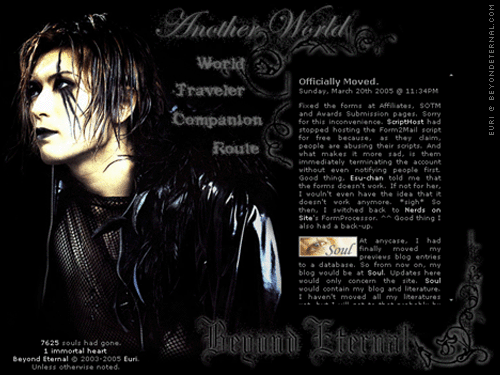 Another World
World
Traveler
Companion
Route
EURI @ BEYONDETERNAL.COM
Officially Moved.
Sunday, March 20th 2005 @ 11:34PM
Fixed the forms at Affiliates, SOTM
and Awards Submission pages. Sorry
for this inconvenience. ScriptHost had
stopped hosting the Form2Mail script
for free because, as they claim,
people are abusing their scripts. And
what makes it more sad, is them
immediately terminating the account
without even notifying people first.
Good thing, Esu-chan told me that
the forms doesn't work. If not for her,
I wouln't even have the idea that it
doesn't work anymore. *sigh* So
then, I switched back to Nerds on
Site's FormProcessor. ^^ Good thing I
also had a back-up.
Soul
At anycase, I had
finally moved my
previews blog entries
to a database. So from now on, my
blog would be at Soul. Updates here
would only concern the site. Soul
would contain my blog and literature.
I haven't moved all my literatures
Beyond Eternal
7625 souls had gone.
1 immortal heart
Beyond Eternal © 2003-2005 Euri.
Unless otherwise noted.